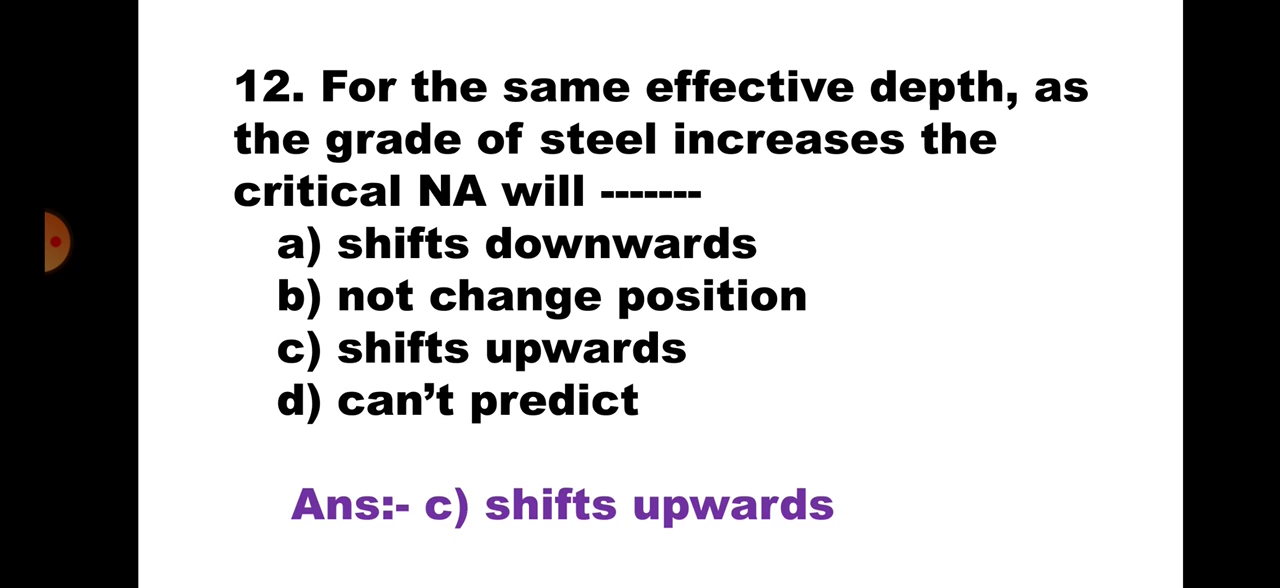 12. For the same effective depth, as
the grade of steel increases the
critical NA will -------
a) shifts downwards
b) not change position
c) shifts upwards
d) can’t predict
Ans:- c) shifts upwards